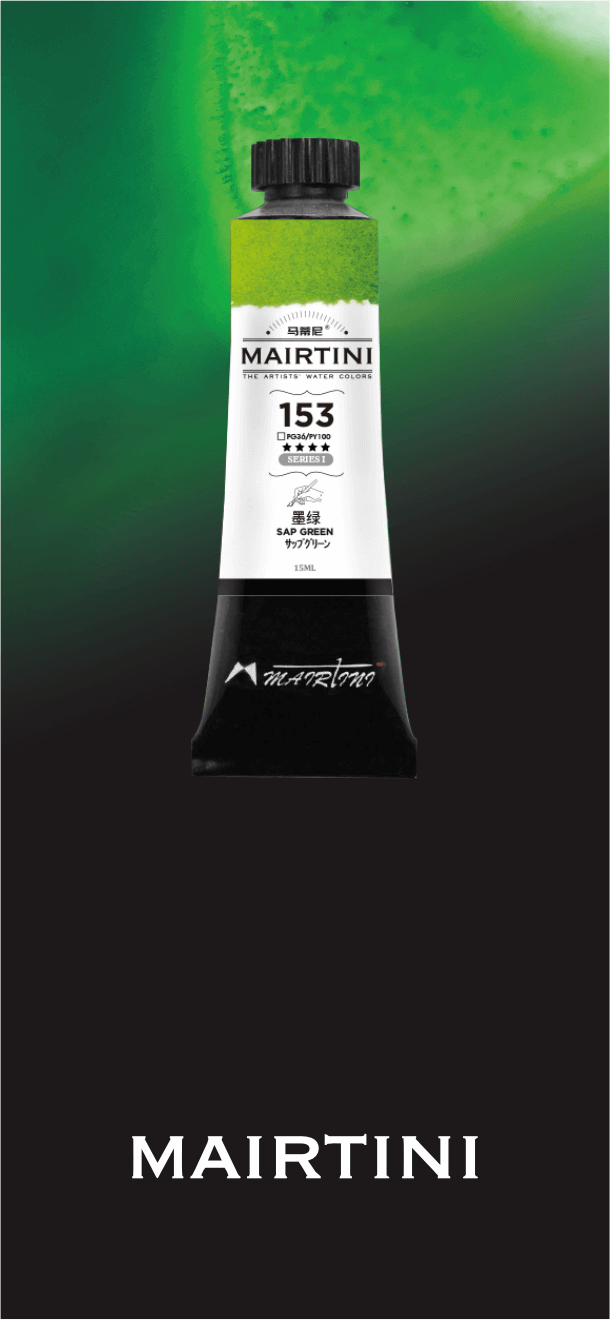 马蒂尼®
MAIRTINI
THE ARTISTS' WATER COLORS
153
PG36/PY100
★★★★
SERIES I
墨绿
SAP GREEN
サップグリーン
15ML
MAIRTINI
MAIRTINI